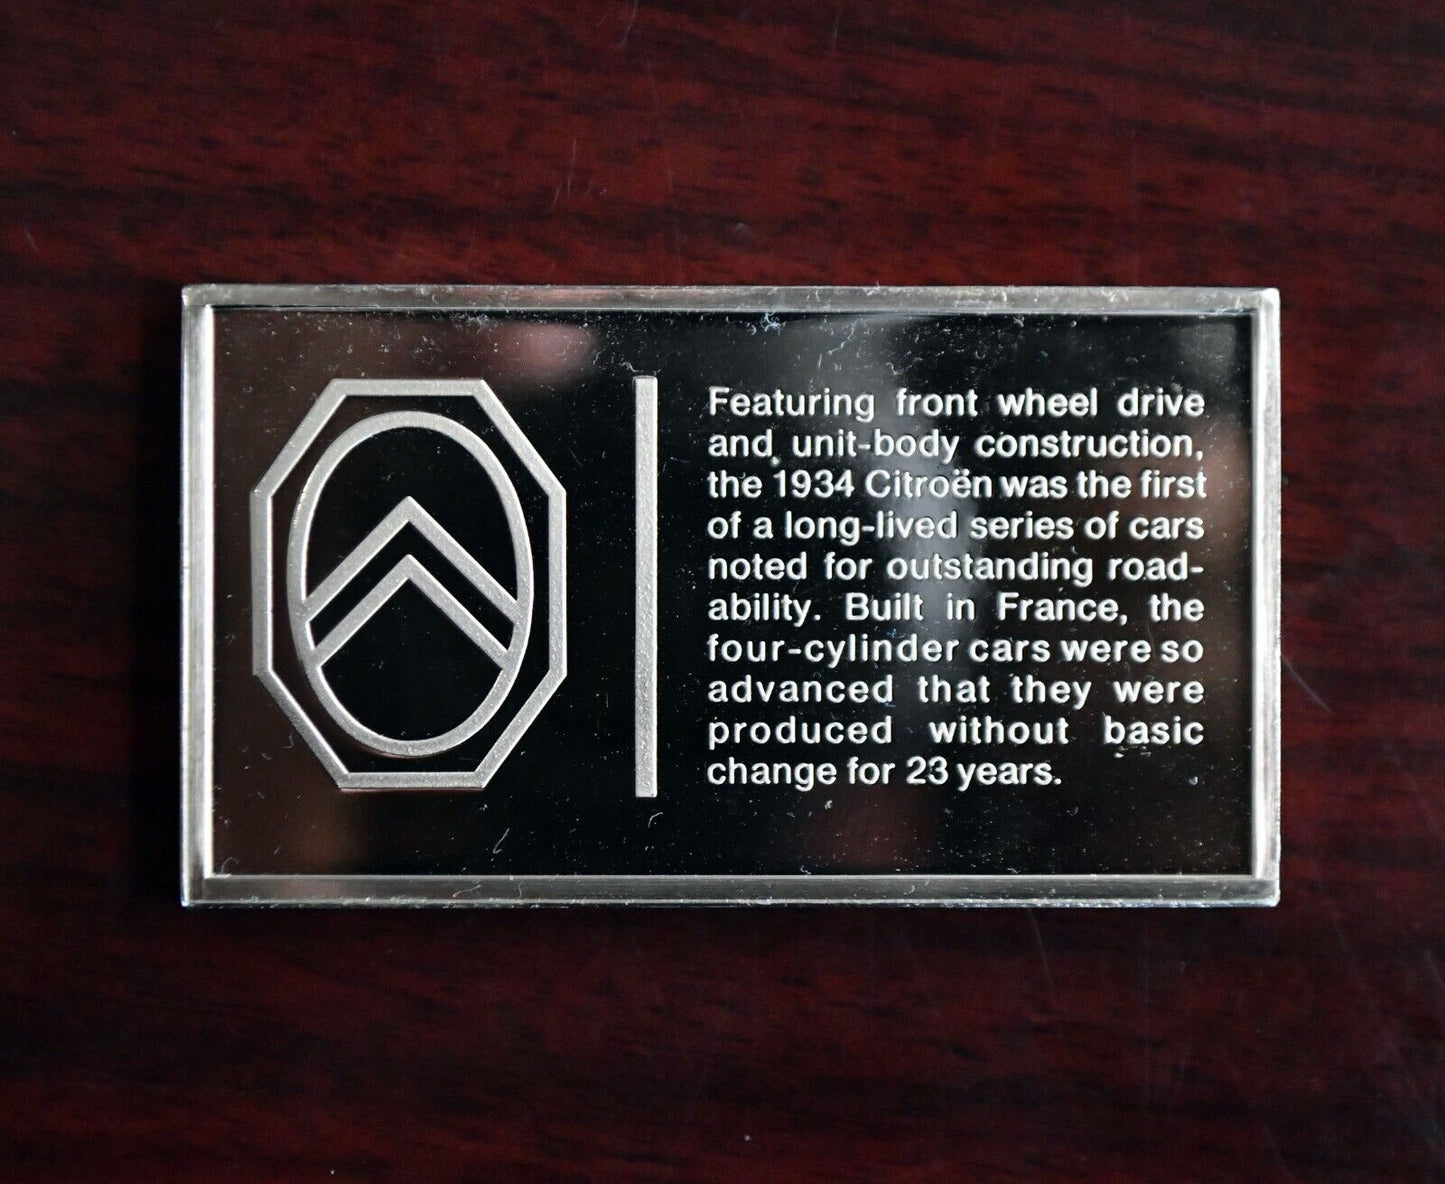 Featuring front wheel drive
and unit-body construction,
the 1934 Citroën was the first
of a long-lived series of cars
noted for outstanding road-
ability. Built in France, the
four-cylinder cars were so
advanced that they were
produced without basic
change for 23 years.